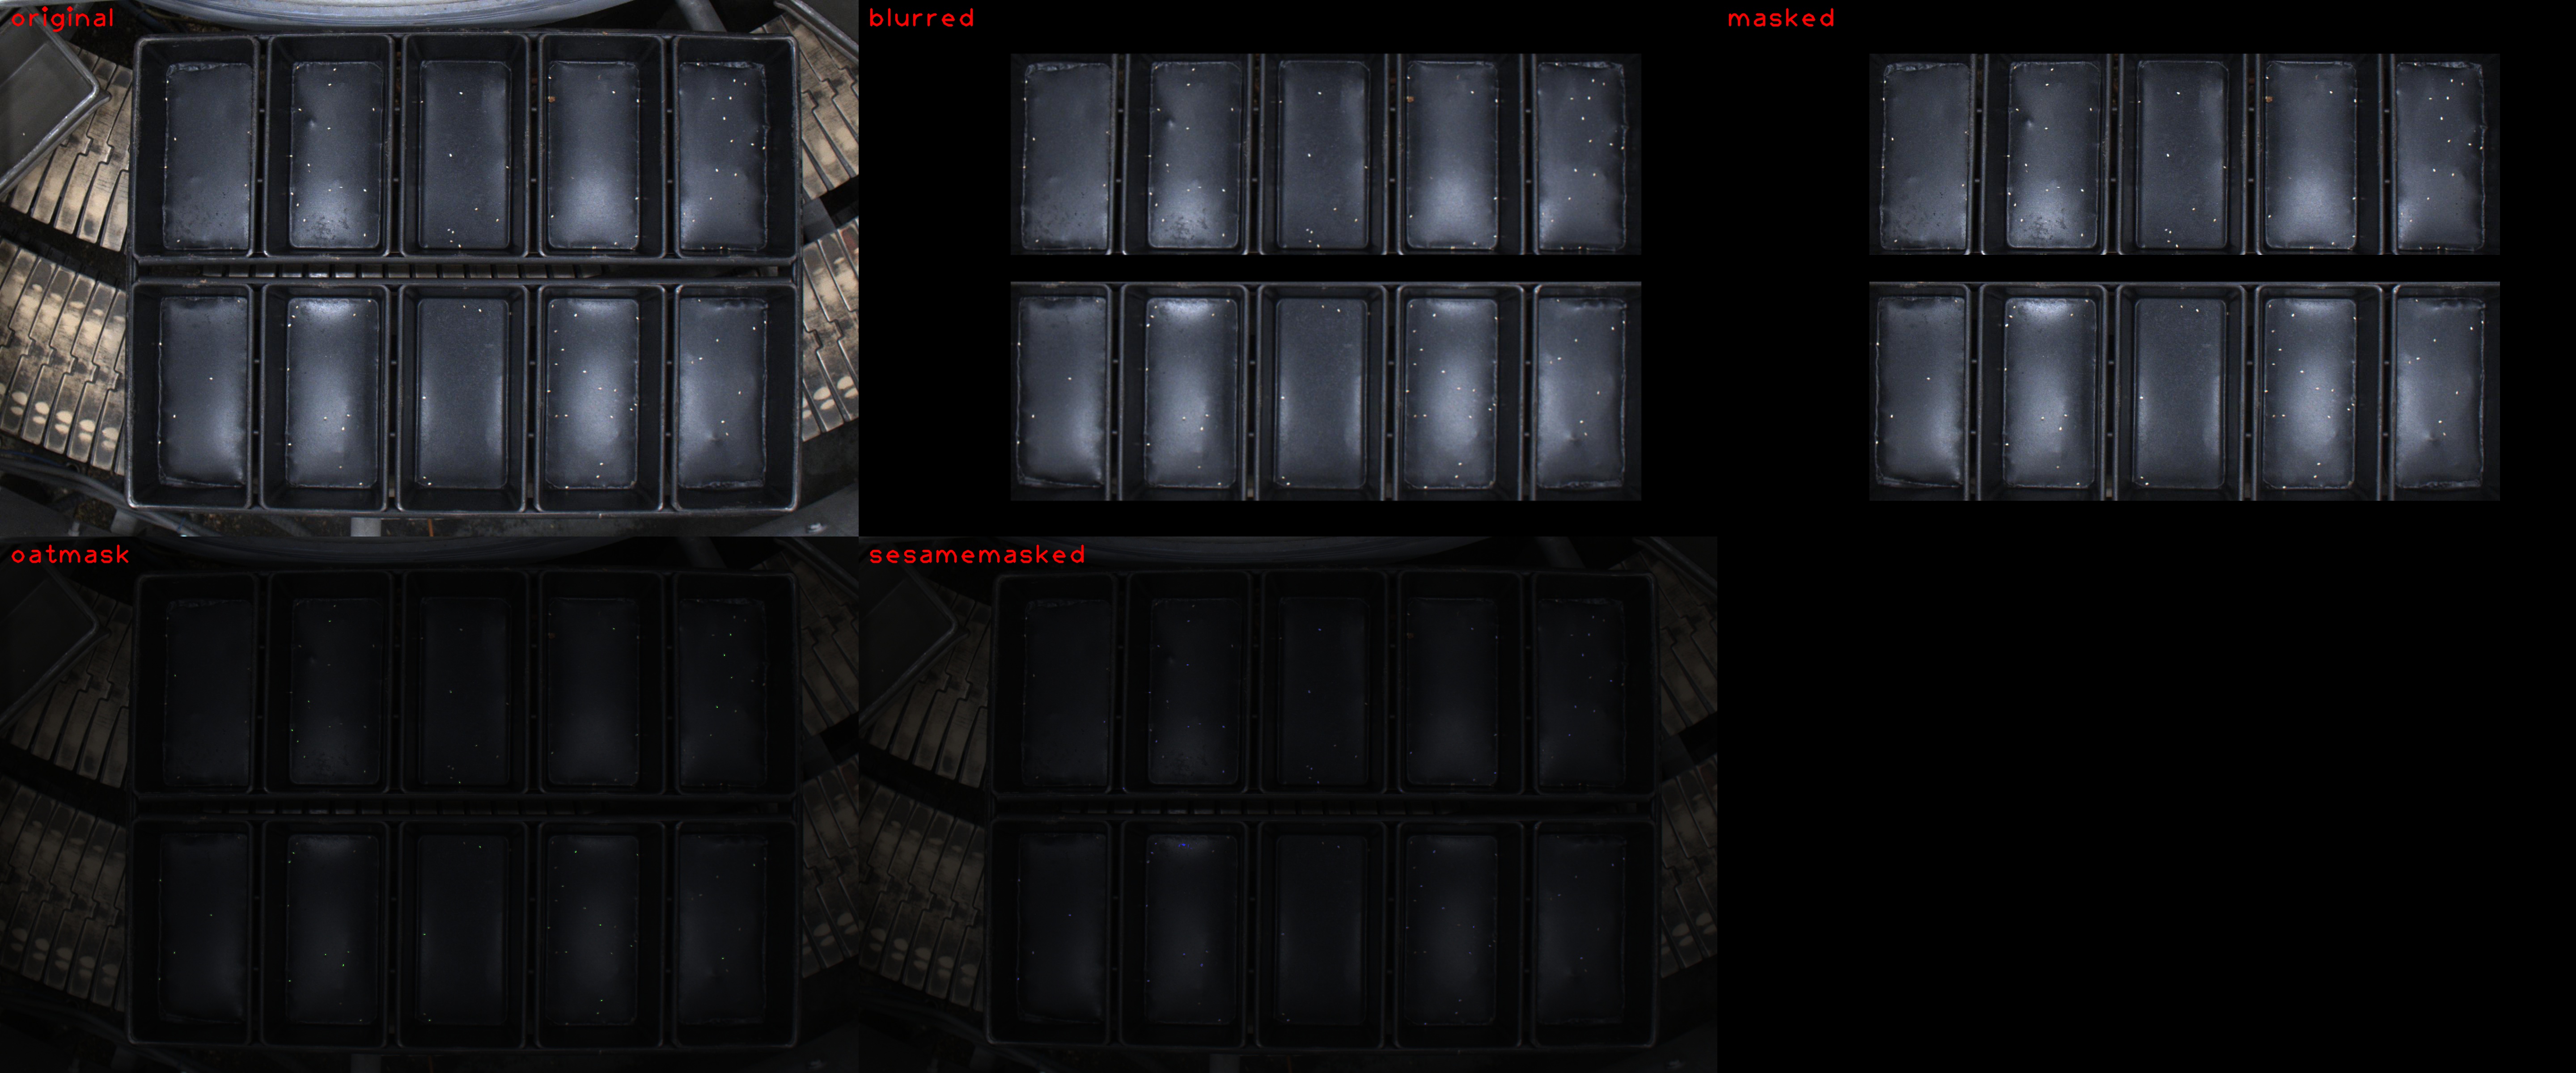 original
blurred
masked
oatmask
sesamemasked